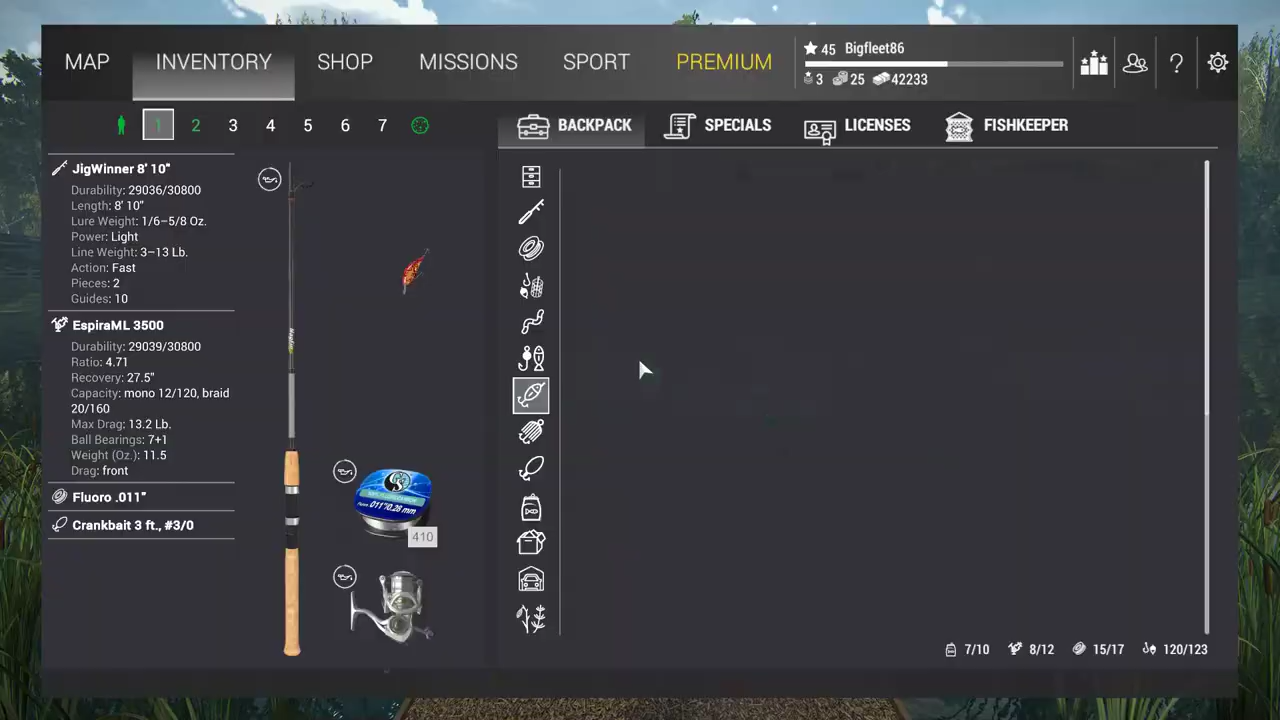 MAP INVENTORY SHOP MISSIONS SPORT PREMIUM
45 Bigfleet86
3 25 42233
1 2 3 4 5 6 7
BACKPACK SPECIALS LICENSES FISHKEEPER
JigWinner 8' 10"
Durability: 29036/30800
Length: 8' 10"
Lure Weight: 1/6–5/8 Oz.
Power: Light
Line Weight: 3–13 Lb.
Action: Fast
Pieces: 2
Guides: 10
EspiraML 3500
Durability: 29039/30800
Ratio: 4.71
Recovery: 27.5"
Capacity: mono 12/120, braid
20/160
Max Drag: 13.2 Lb.
Ball Bearings: 7+1
Weight (Oz.): 11.5
Drag: front
Fluoro .011"
Crankbait 3 ft., #3/0
.011"/0.28 mm
410
7/10 8/12 15/17 120/123